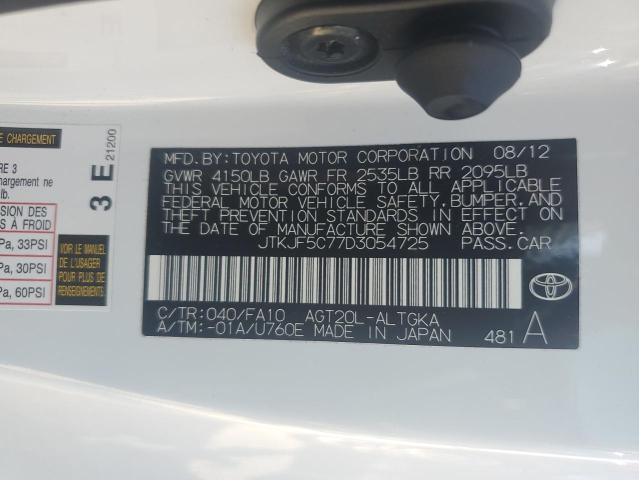 E CHARGEMENT
RE 3
chargement ne
lb.
SION DES
S À FROID
Pa, 33PSI
Pa, 30PSI
Pa, 60PSI
VOIR LE MANUEL
DE L'USAGER
POUR PLUS DE
RENSEIGNEMENTS
3 E
21200
MFD. BY: TOYOTA MOTOR CORPORATION 08/12
GVWR 4150LB GAWR FR 2535LB RR 2095LB
THIS VEHICLE CONFORMS TO ALL APPLICABLE
FEDERAL MOTOR VEHICLE SAFETY, BUMPER, AND
THEFT PREVENTION STANDARDS IN EFFECT ON
THE DATE OF MANUFACTURE SHOWN ABOVE.
JTKJF5C77D3054725 PASS. CAR
C/TR: 040/FA10 AGT20L-ALTGKA
A/TM: -01A/U760E MADE IN JAPAN 481 A